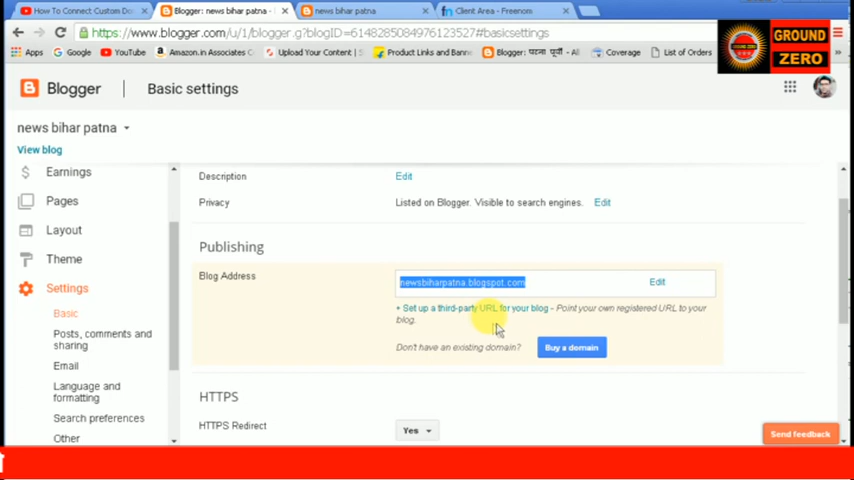 How To Connect: Custom Do
Blogger: news bihar patna -
news bihar patna
Client Area - Freenom
https://www.blogger.com/u/1/blogger.g?blogID=6148285084976123527#basicsettings
Apps
Google
YouTube
Amazon.in Associates C
Upload Your Content | S
Product Links and Bann
Blogger: पटना पृष्ठ - All
Coverage
List of Orders
GROUND
ZERO
Blogger
Basic settings
news bihar patna
View blog
Earnings
Pages
Layout
Theme
Settings
Basic
Posts, comments and
sharing
Email
Language and
formatting
Search preferences
Other
Description
Edit
Privacy
Listed on Blogger. Visible to search engines.
Edit
Publishing
Blog Address
newsbiharpatna.blogspot.com
Edit
+ Set up a third-party URL for your blog - Point your own registered URL to your
blog.
Don't have an existing domain?
Buy a domain
HTTPS
HTTPS Redirect
Yes
Send feedback